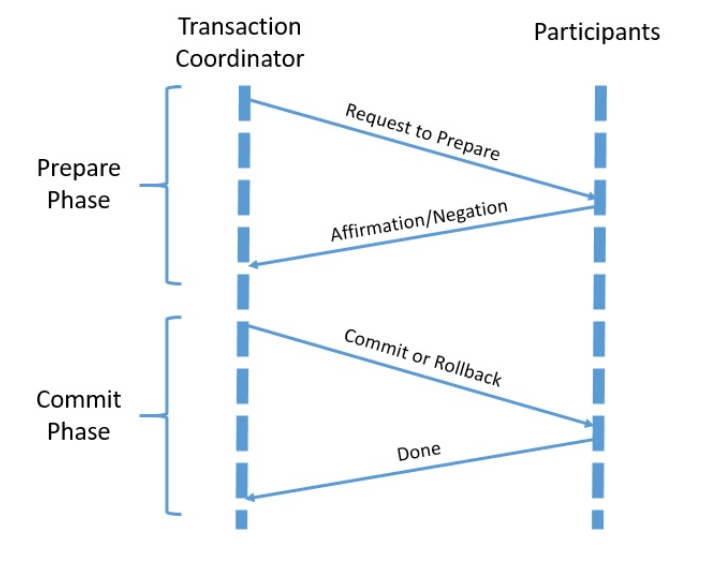 Transaction
Coordinator
Participants
Request to Prepare
Prepare
Phase
Affirmation/Negation
Commit or Rollback
Commit
Phase
Done